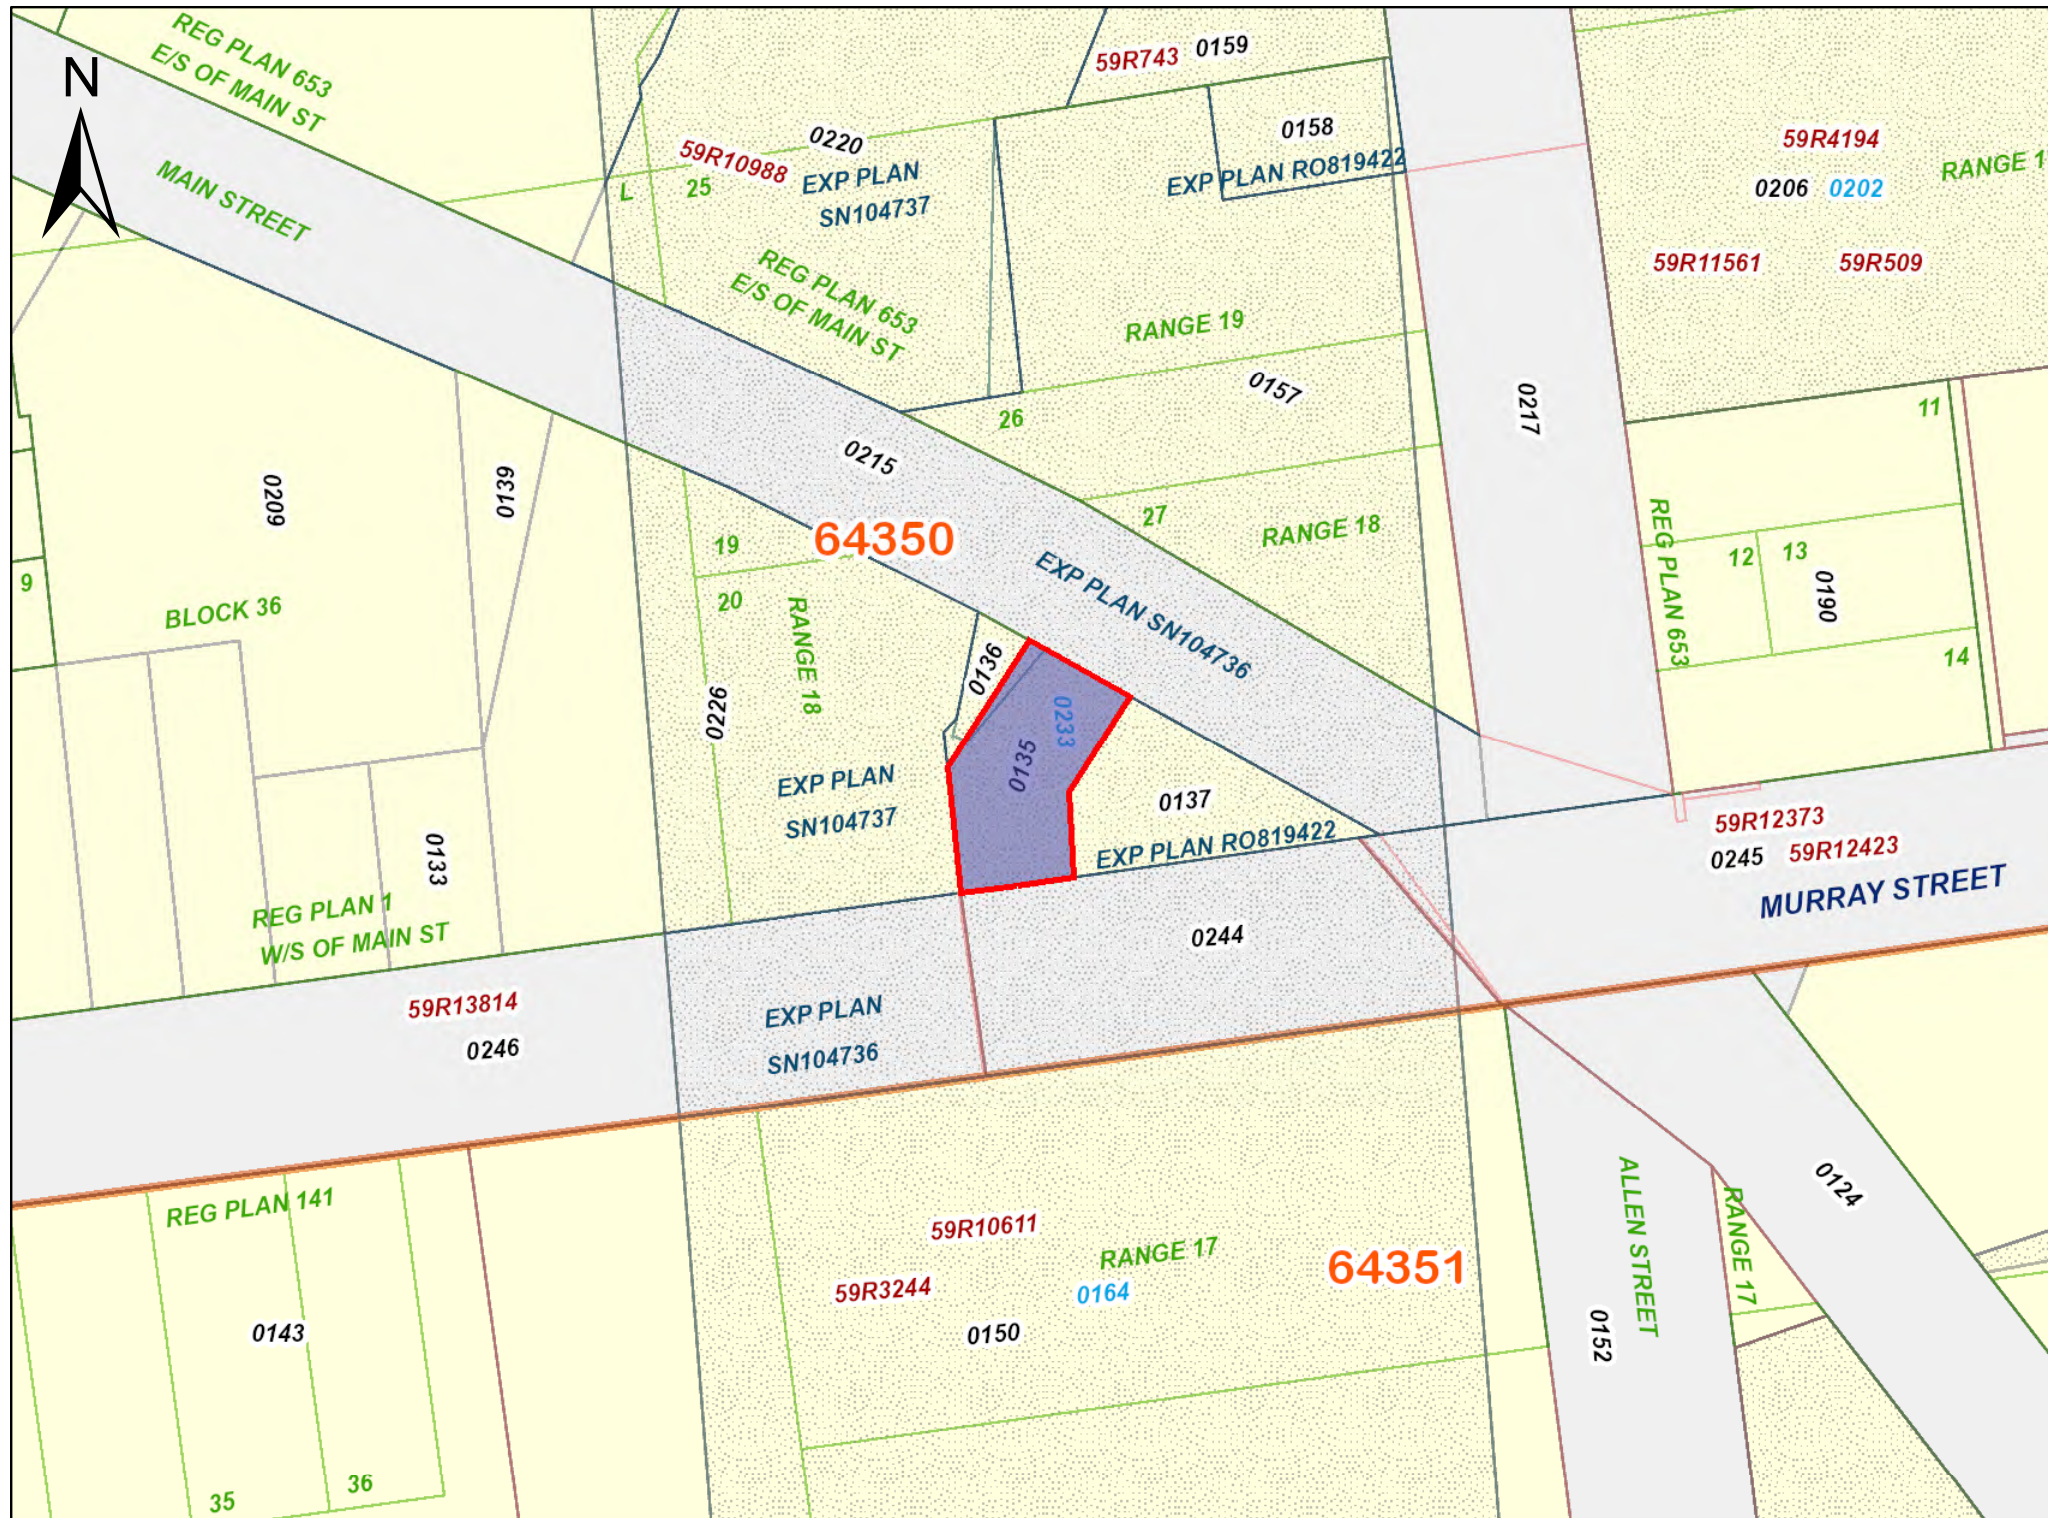 REG PLAN 653
E/S OF MAIN ST
N
MAIN STREET
59R743 0159
0220
59R10988
EXP PLAN
SN104737
L
25
0158
EXP PLAN RO819422
59R4194
0206 0202
RANGE 1
59R11561 59R509
REG PLAN 653
E/S OF MAIN ST
RANGE 19
0157
26
0217
11
0215
0209
0139
64350
27
RANGE 18
19
20
RANGE 18
EXP PLAN SN104736
REG PLAN 653
12
13
0190
14
9
BLOCK 36
0136
0226
0233
0135
EXP PLAN
SN104737
0137
EXP PLAN RO819422
59R12373
0245 59R12423
MURRAY STREET
0133
REG PLAN 1
W/S OF MAIN ST
0244
59R13814
0246
EXP PLAN
SN104736
REG PLAN 141
59R10611
RANGE 17
64351
59R3244
0164
0150
ALLEN STREET
RANGE 17
0124
0143
0152
35
36